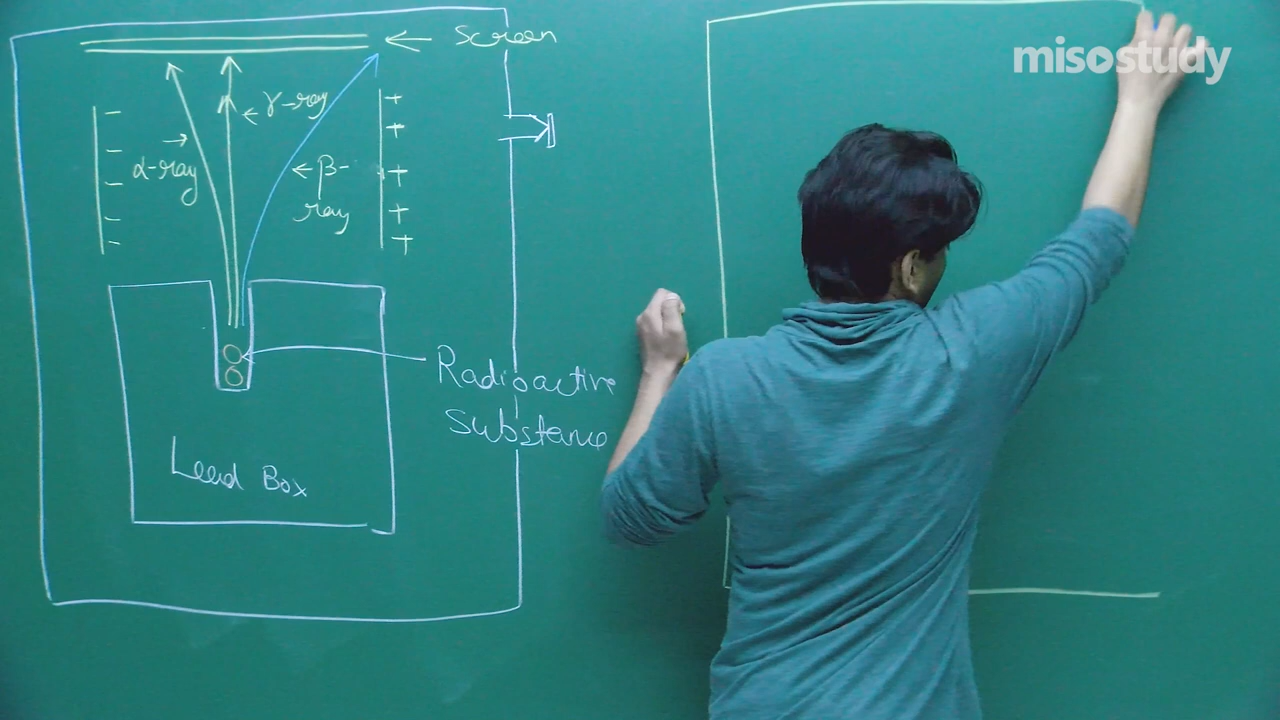 Screen
misostudy
γ-ray
α-ray
β-
ray
-
-
-
-
-
+
+
+
+
+
Radioactive
Substance
Lead Box